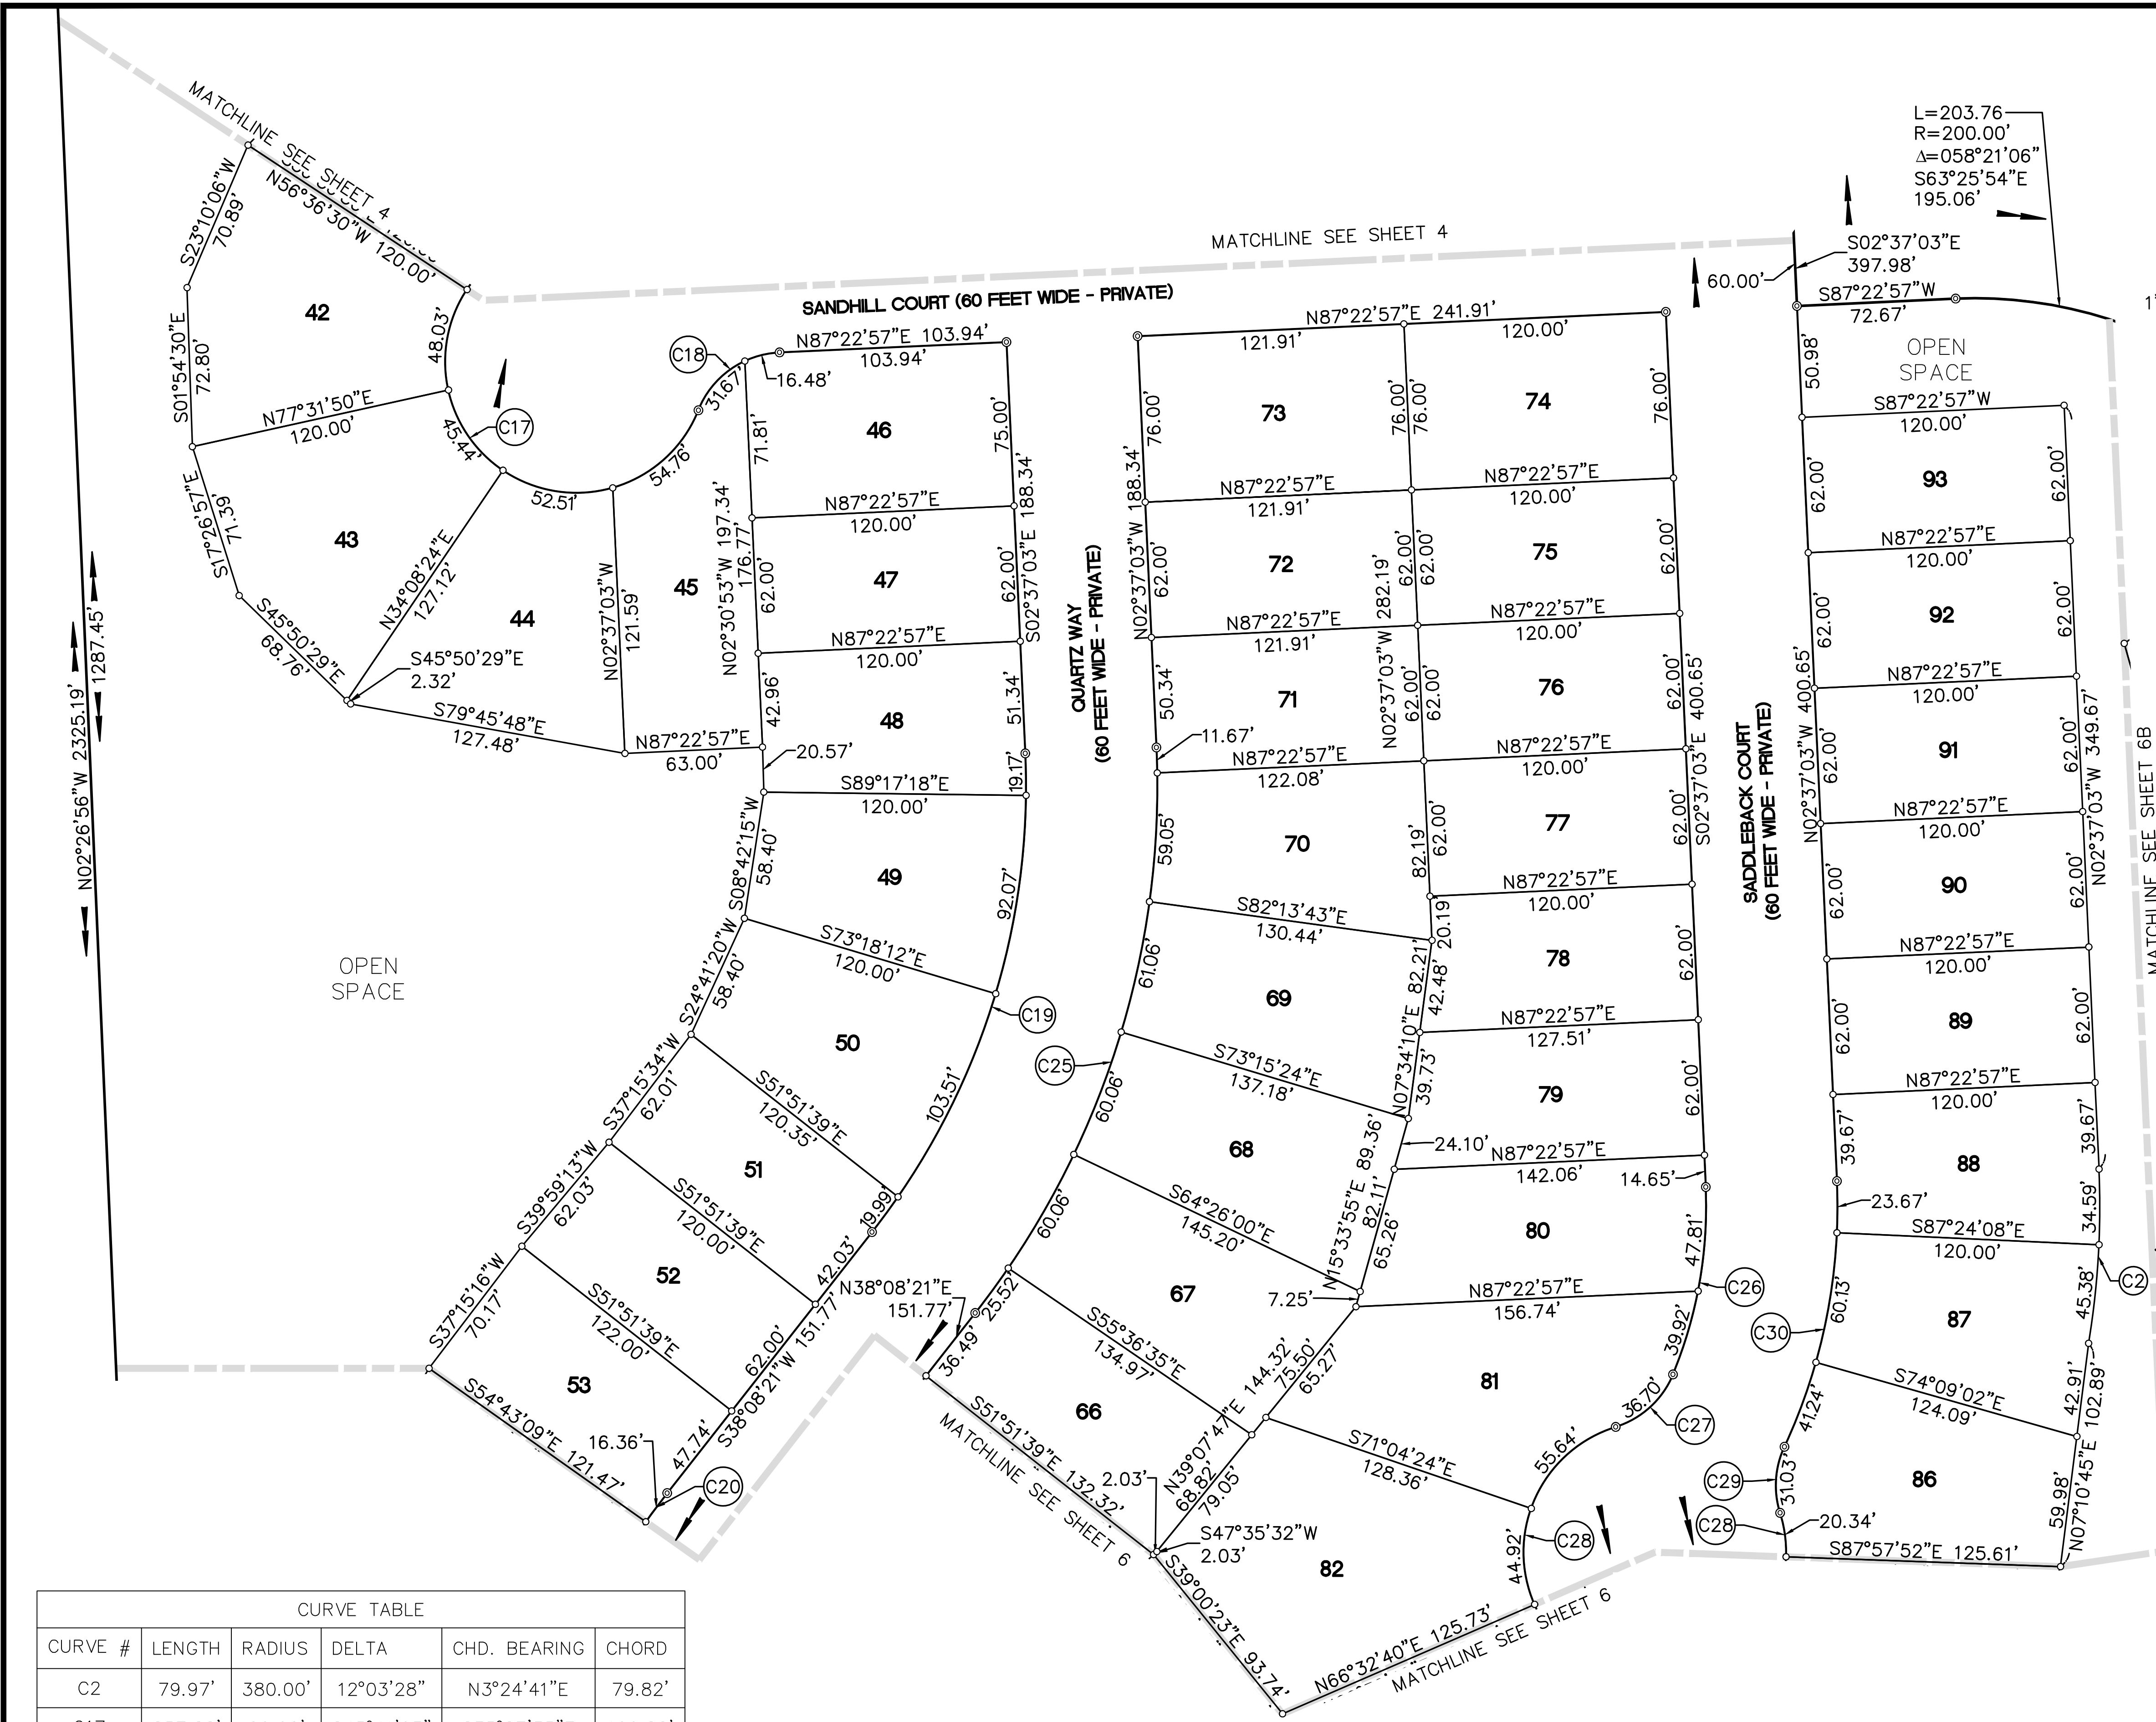 MATCHLINE SEE SHEET 4
N56°36'30"W 120.00'
S23°10'06"W
70.89'
42
48.03'
S01°54'30"E
72.80'
N77°31'50"E
120.00'
C17
45.44'
S17°26'57"E
71.39'
43
N34°08'24"E
127.12'
52.51'
54.76'
44
S45°50'29"E
68.76'
S45°50'29"E
2.32'
S79°45'48"E
127.48'
N02°37'03"W
121.59'
45
N87°22'57"E
63.00'
N02°26'56"W 2325.19'
1287.45'
OPEN
SPACE
MATCHLINE SEE SHEET 4
SANDHILL COURT (60 FEET WIDE - PRIVATE)
C18
31.67'
16.48'
N87°22'57"E 103.94'
103.94'
71.81'
46
75.00'
N02°30'53"W 197.34'
176.77'
S02°37'03"E 188.34'
N87°22'57"E
120.00'
62.00'
47
62.00'
N87°22'57"E
120.00'
42.96'
48
51.34'
20.57'
19.17'
S89°17'18"E
120.00'
S08°42'15"W
58.40'
49
92.07'
S73°18'12"E
120.00'
C19
S24°41'20"W
58.40'
50
103.51'
S51°51'39"E
120.35'
S37°15'34"W
62.01'
51
19.99'
42.03'
S51°51'39"E
120.00'
S39°59'13"W
62.03'
52
62.00'
S38°08'21"W 151.77'
S51°51'39"E
122.00'
S37°15'16"W
70.17'
53
47.74'
16.36'
C20
S54°43'09"E 121.47'
QUARTZ WAY
(60 FEET WIDE - PRIVATE)
N87°22'57"E 241.91'
121.91'
120.00'
76.00'
73
76.00'
76.00'
74
76.00'
N02°37'03"W 188.34'
N87°22'57"E
121.91'
N87°22'57"E
120.00'
62.00'
72
62.00'
62.00'
75
62.00'
N02°37'03"W 282.19'
N87°22'57"E
121.91'
N87°22'57"E
120.00'
50.34'
71
62.00'
62.00'
76
62.00'
S02°37'03"E 400.65'
11.67'
N87°22'57"E
122.08'
N87°22'57"E
120.00'
59.05'
70
82.19'
62.00'
77
62.00'
S82°13'43"E
130.44'
N87°22'57"E
120.00'
20.19'
61.06'
69
N07°34'10"E 82.21'
42.48'
78
62.00'
C25
S73°15'24"E
137.18'
N87°22'57"E
127.51'
39.73'
79
62.00'
60.06'
68
24.10'
N87°22'57"E
142.06'
14.65'
N15°33'55"E 89.36'
82.11'
65.26'
S64°26'00"E
145.20'
80
47.81'
60.06'
67
7.25'
N87°22'57"E
156.74'
C26
N38°08'21"E
151.77'
25.52'
36.49'
S55°36'35"E
134.97'
N39°07'47"E 144.32'
75.50'
65.27'
81
39.92'
36.70'
C27
66
S71°04'24"E
128.36'
55.64'
S51°51'39"E 132.32'
MATCHLINE SEE SHEET 6
68.82'
79.05'
2.03'
S47°35'32"W
2.03'
82
44.92'
C28
S39°00'23"E 93.74'
N66°32'40"E 125.73'
MATCHLINE SEE SHEET 6
SADDLEBACK COURT
(60 FEET WIDE - PRIVATE)
L=203.76
R=200.00'
Δ=058°21'06"
S63°25'54"E
195.06'
S02°37'03"E
397.98'
60.00'
S87°22'57"W
72.67'
50.98'
OPEN
SPACE
S87°22'57"W
120.00'
62.00'
93
62.00'
N87°22'57"E
120.00'
62.00'
92
62.00'
N87°22'57"E
120.00'
N02°37'03"W 400.65'
62.00'
91
62.00'
N02°37'03"W 349.67'
N87°22'57"E
120.00'
62.00'
90
62.00'
N87°22'57"E
120.00'
62.00'
89
62.00'
N87°22'57"E
120.00'
39.67'
88
39.67'
23.67'
34.59'
S87°24'08"E
120.00'
60.13'
87
45.38'
C2
C30
S74°09'02"E
124.09'
41.24'
42.91'
N07°10'45"E 102.89'
C29
31.03'
86
59.98'
C28
20.34'
S87°57'52"E 125.61'
MATCHLINE SEE SHEET 6B
CURVE TABLE
CURVE # LENGTH RADIUS DELTA CHD. BEARING CHORD
C2 79.97' 380.00' 12°03'28" N3°24'41"E 79.82'